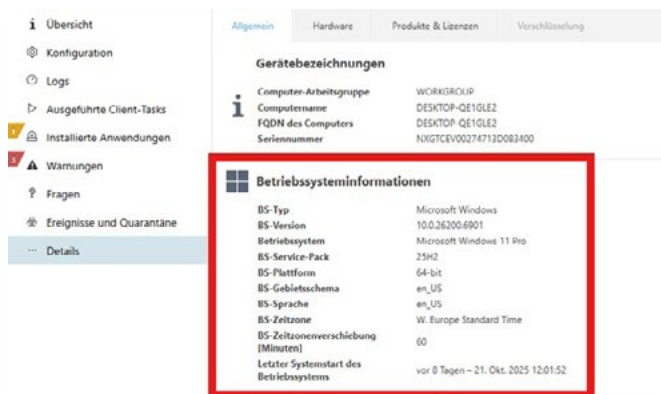 Übersicht
Konfiguration
Logs
Ausgeführte Client-Tasks
Installierte Anwendungen
Warnungen
Fragen
Ereignisse und Quarantäne
Details
Allgemein Hardware Produkte & Lizenzen Verschlüsselung
Gerätebezeichnungen
Computer-Arbeitsgruppe WORKGROUP
Computername DESKTOP-QE1GLE2
FQDN des Computers DESKTOP-QE1GLE2
Seriennummer NXGTCEV00274713D083400
Betriebssysteminformationen
BS-Typ Microsoft Windows
BS-Version 10.0.26200.6901
Betriebssystem Microsoft Windows 11 Pro
BS-Service-Pack 25H2
BS-Plattform 64-bit
BS-Gebietsschema en_US
BS-Sprache en_US
BS-Zeitzone W. Europe Standard Time
BS-Zeitzonenverschiebung
[Minuten] 60
Letzter Systemstart des
Betriebssystems vor 8 Tagen – 21. Okt. 2025 12:01:52